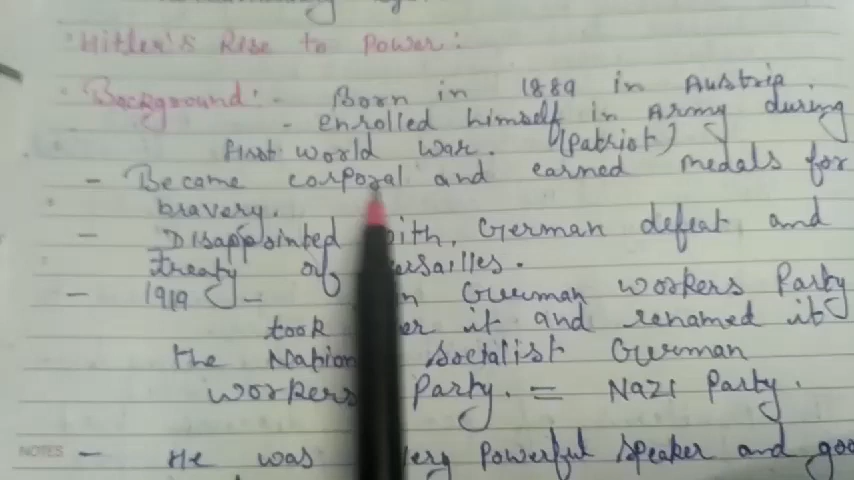 Hitler's Rise to Power:
Background:- Born in 1889 in Austria.
- enrolled himself in Army during
first world war. (Patriot)
- Became corporal and earned medals for
bravery.
- Disappointed with German defeat and
treaty of Versailles.
- 1919 - German workers Party
took it and renamed it
the Nation socialist German
workers Party. = Nazi Party.
NOTES - He was very powerful speaker and